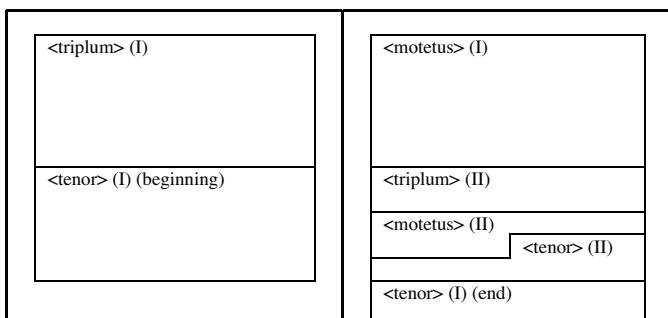 <triplum> (I)
<tenor> (I) (beginning)
<motetus> (I)
<triplum> (II)
<motetus> (II)
<tenor> (II)
<tenor> (I) (end)